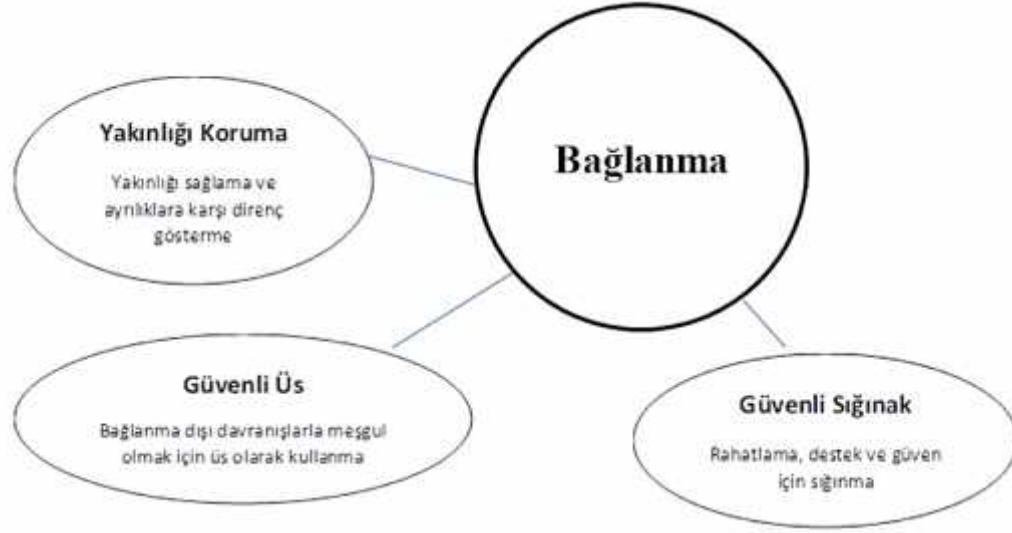 Bağlanma
Yakınlığı Koruma
Yakınlığı sağlama ve
ayrılıklara karşı direnç
gösterme
Güvenli Üs
Bağlanma dışı davranışlarla meşgul
olmak için üs olarak kullanma
Güvenli Sığınak
Rahatlama, destek ve güven
için sığınma